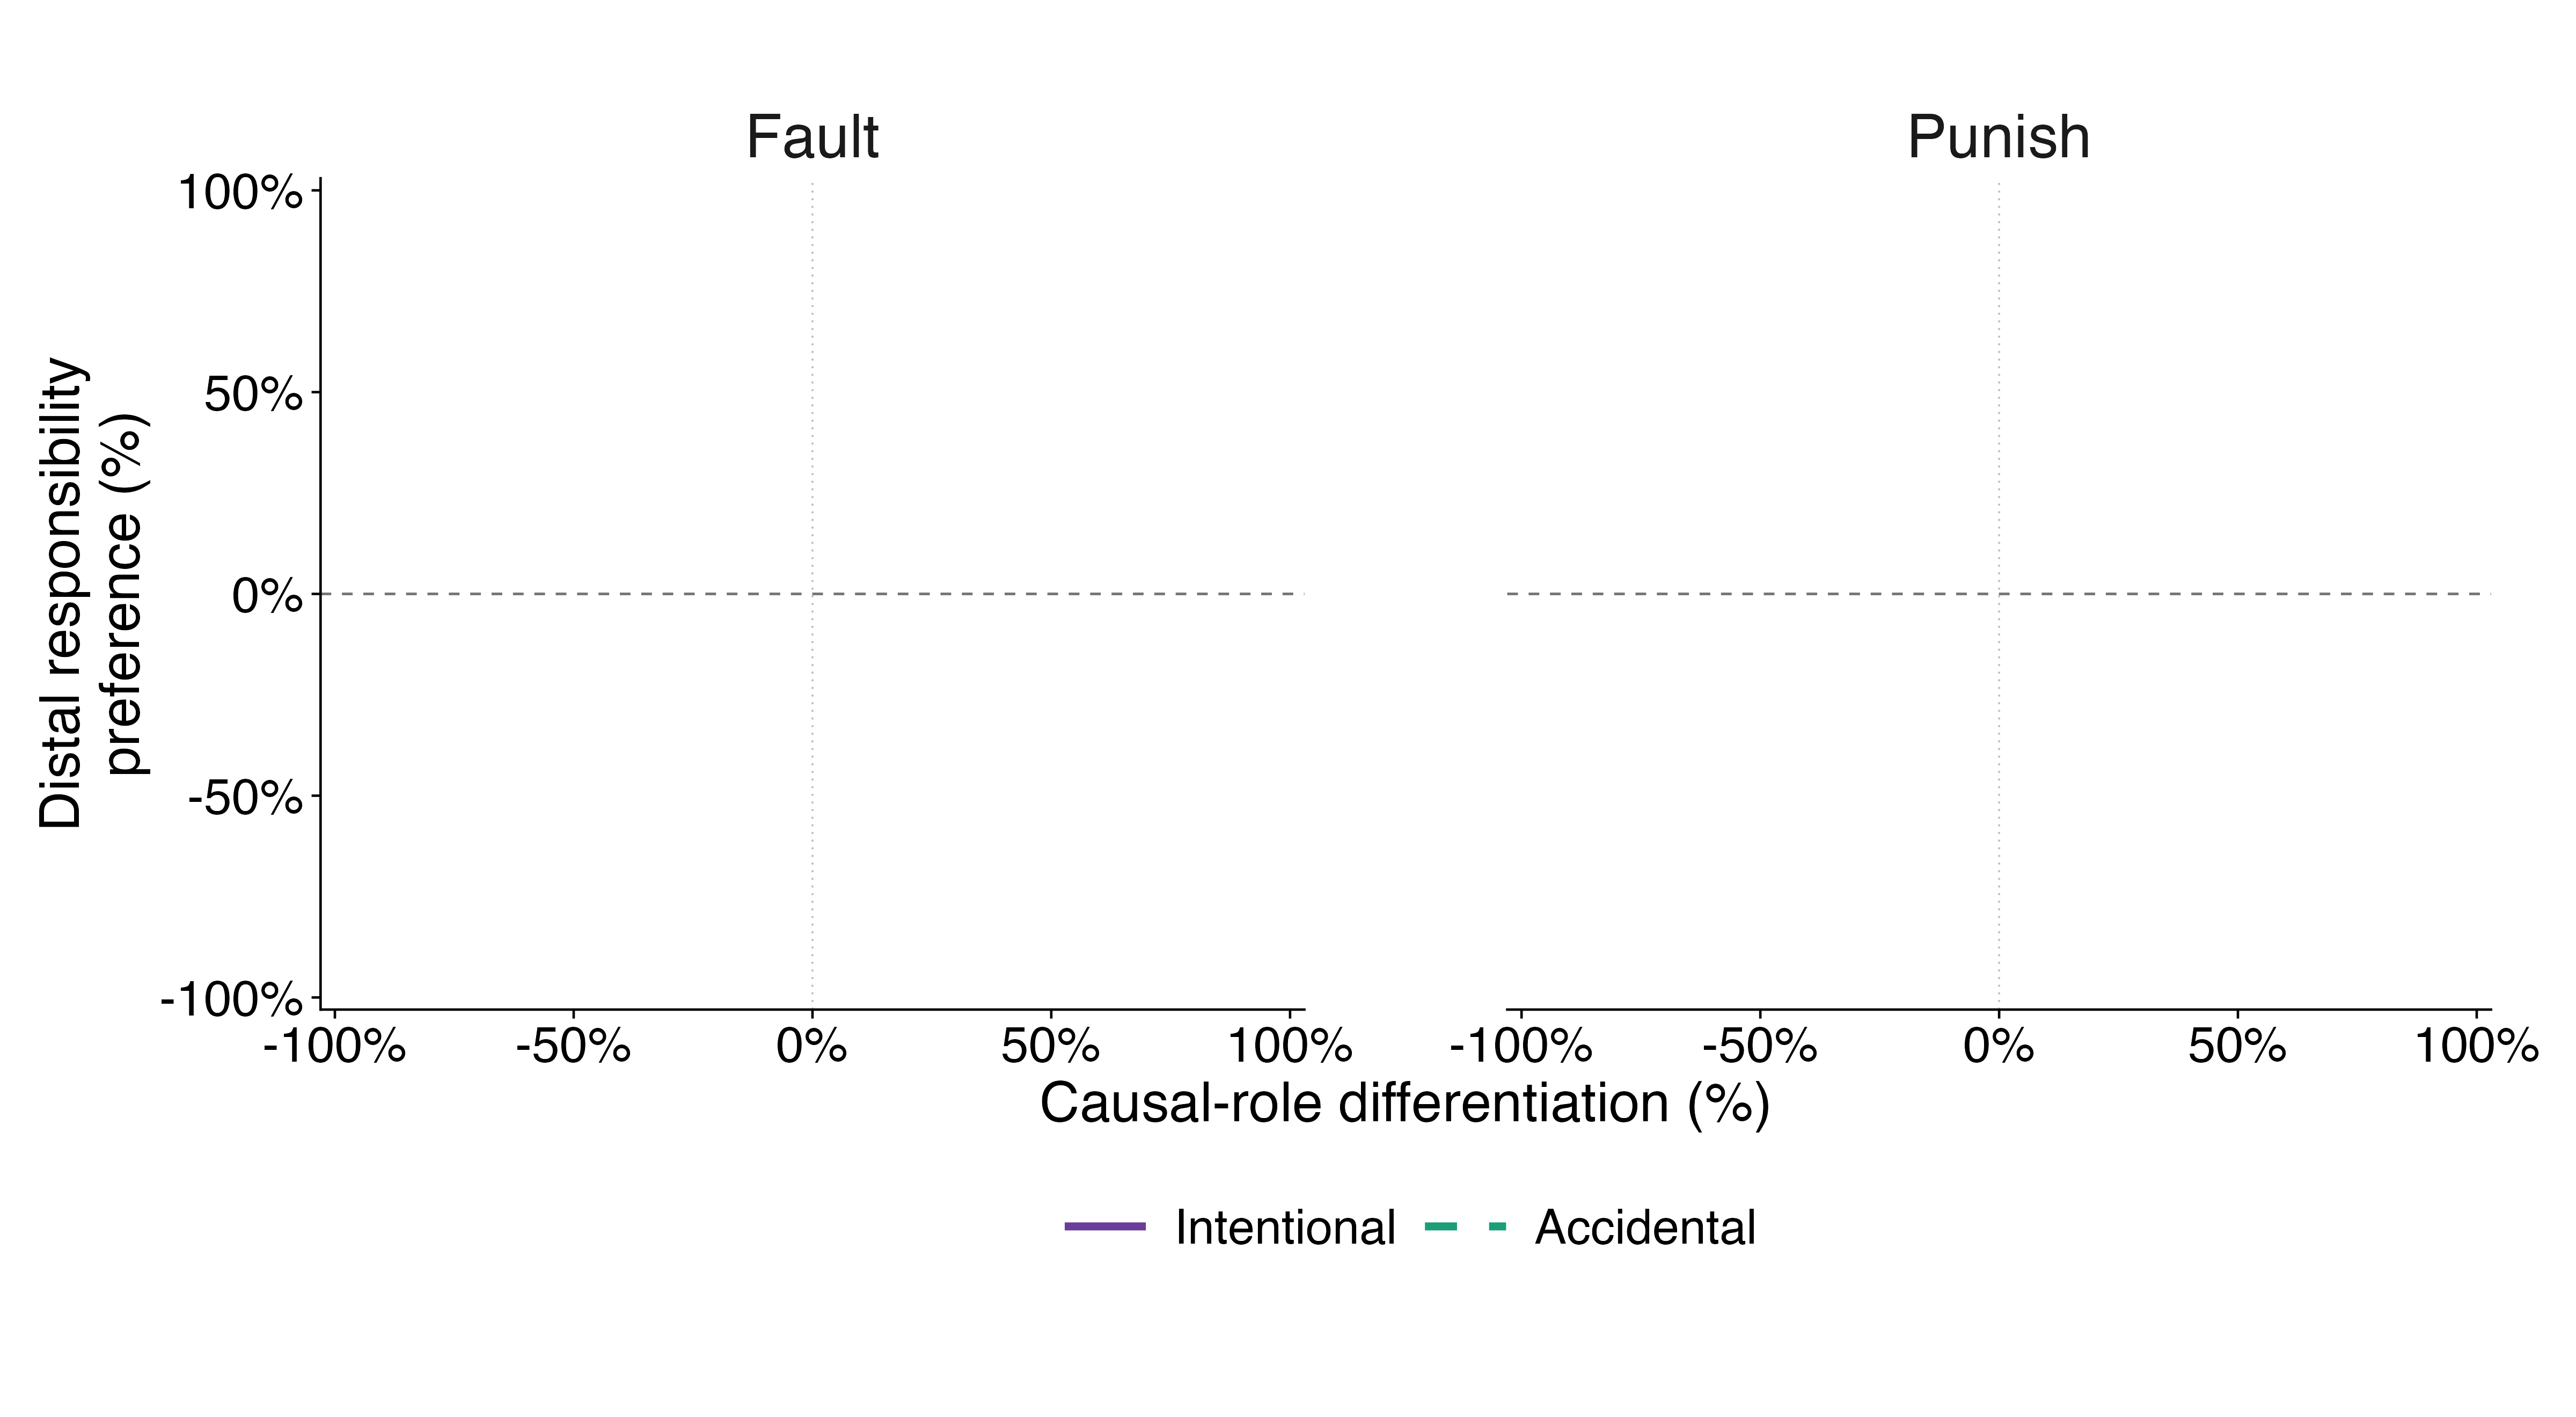 Fault
Punish
100%
50%
0%
-50%
-100%
Distal responsibility
preference (%)
-100% -50% 0% 50% 100%
-100% -50% 0% 50% 100%
Causal-role differentiation (%)
Intentional
Accidental